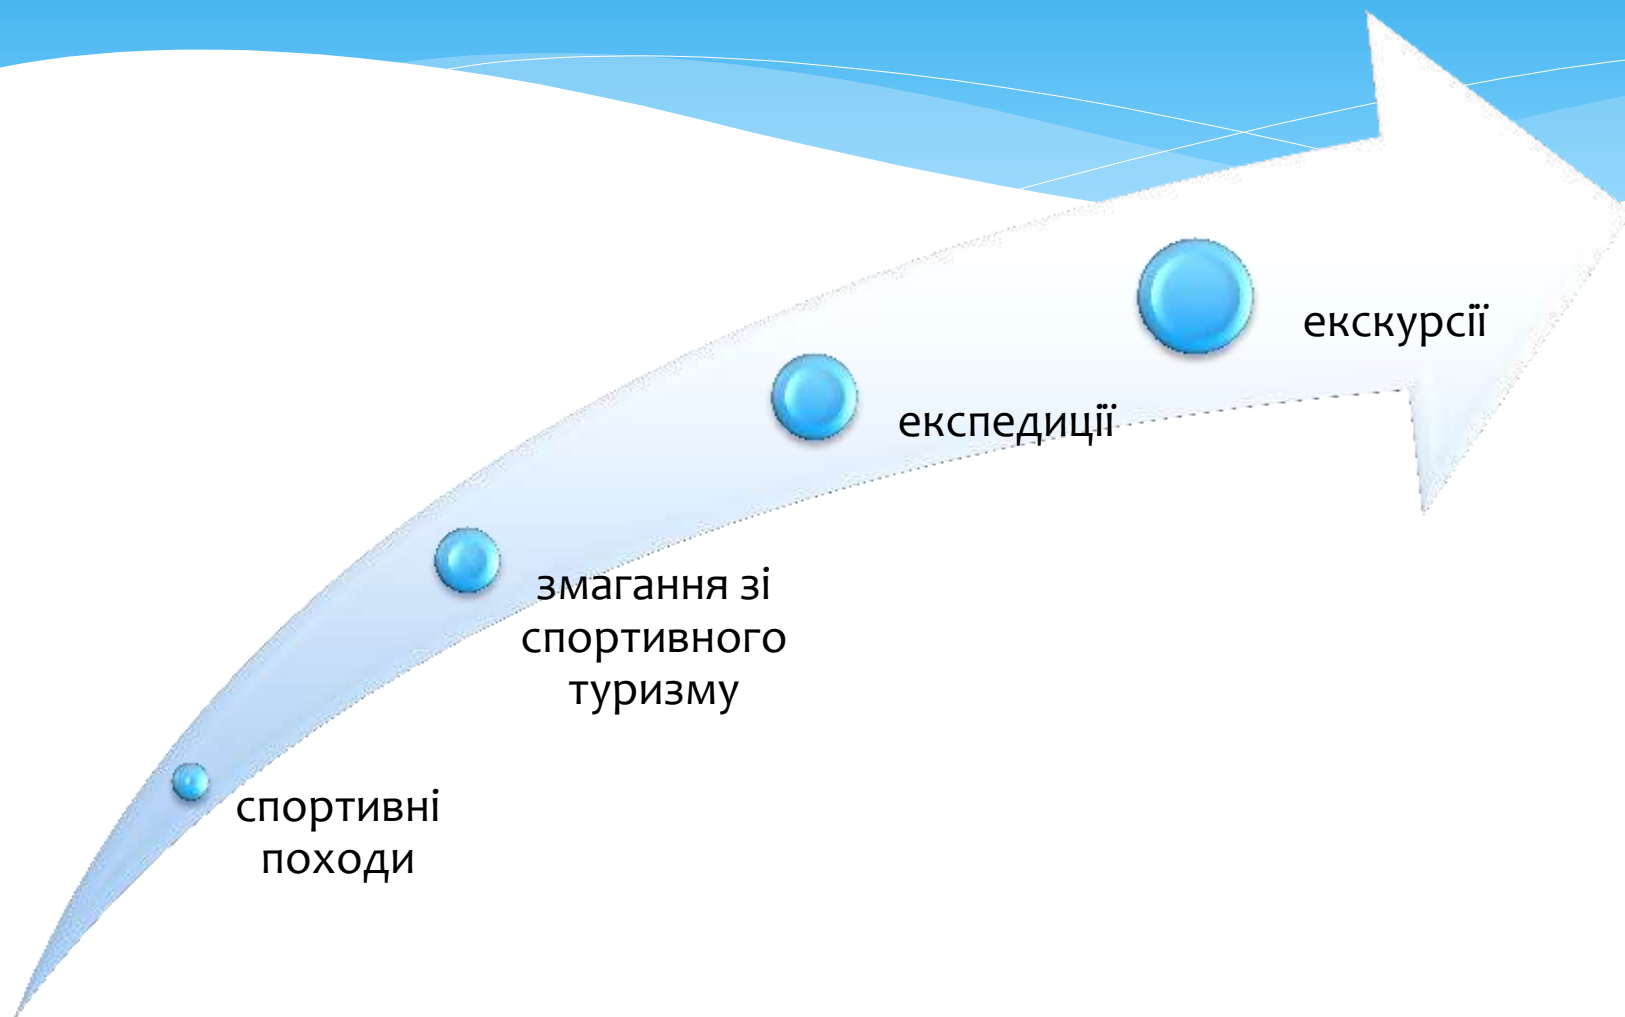 екскурсії
експедиції
змагання зі
спортивного
туризму
спортивні
походи